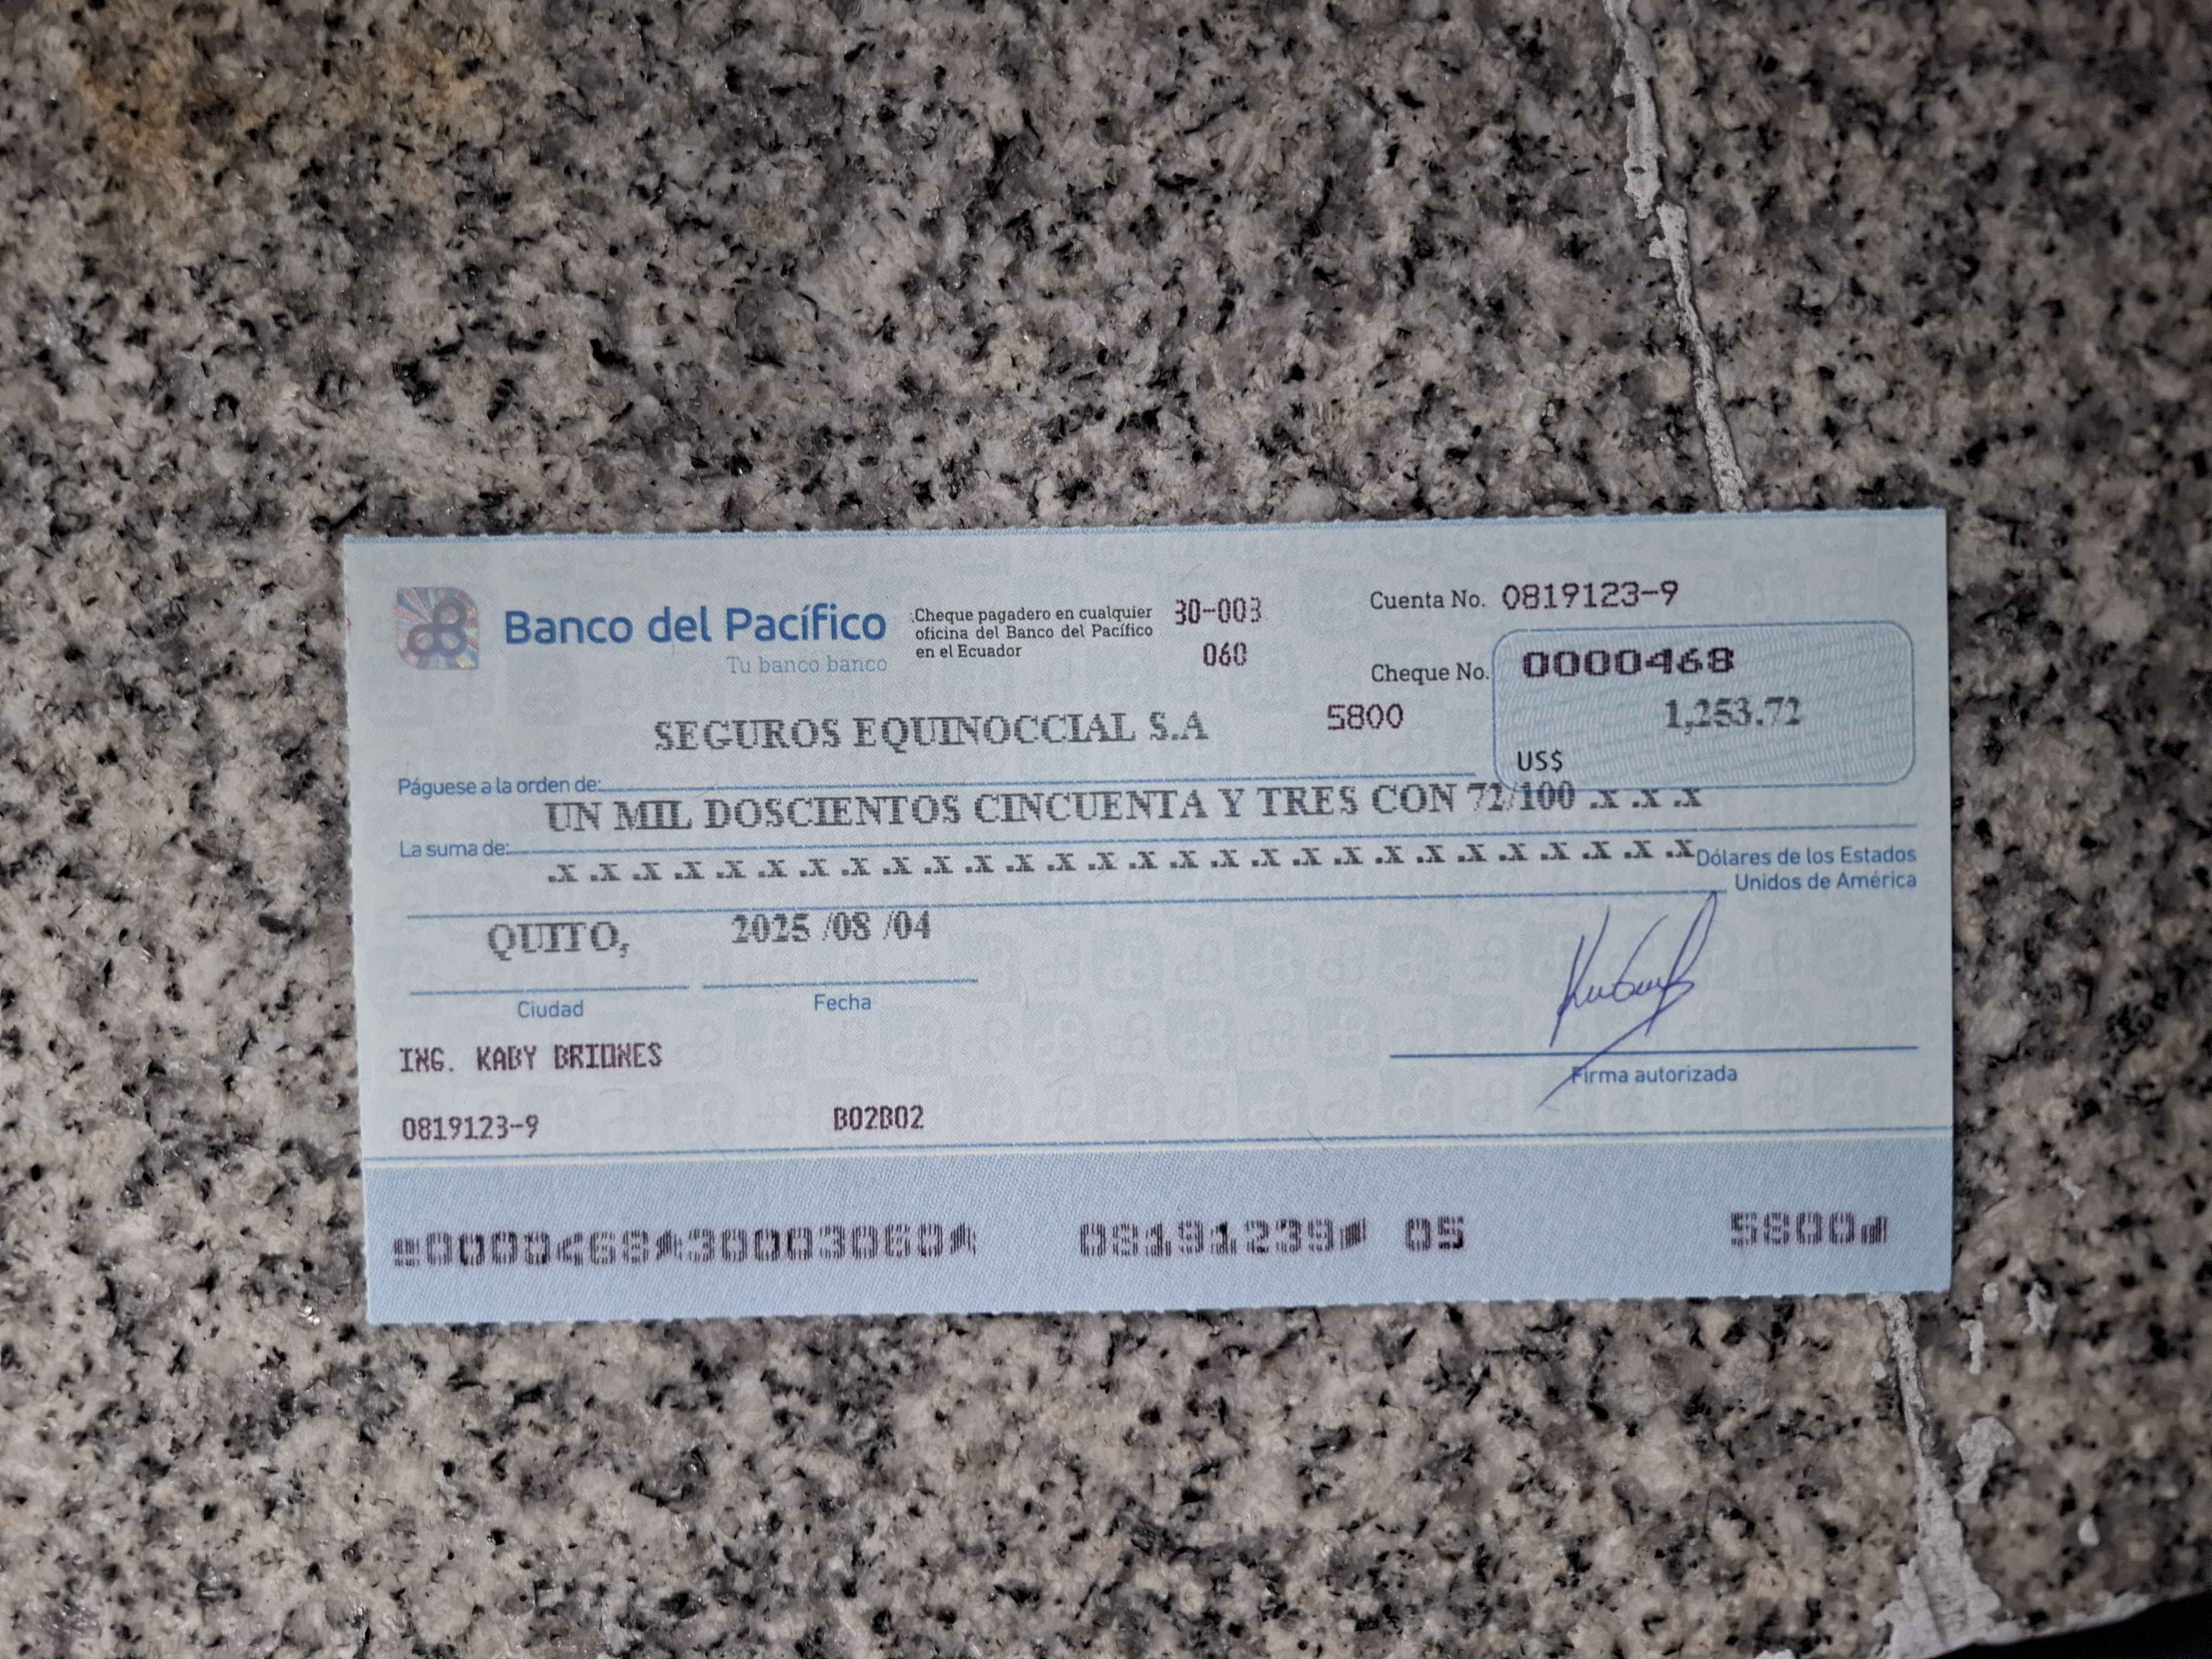 Banco del Pacífico
Tu banco banco
Cheque pagadero en cualquier
oficina del Banco del Pacífico
en el Ecuador
30-003
060
Cuenta No. 0819123-9
Cheque No. 0000468
SEGUROS EQUINOCCIAL S.A
5800
1,253.72
US$
Páguese a la orden de:
UN MIL DOSCIENTOS CINCUENTA Y TRES CON 72/100 .x .x .x
La suma de:
.x .x .x .x .x .x .x .x .x .x .x .x .x .x .x .x .x .x .x .x .x .x .x .x .x .x .x .x
Dólares de los Estados
Unidos de América
QUITO, 2025 /08 /04
Ciudad Fecha
ING. KABY BRIONES
Firma autorizada
0819123-9 B02B02
0000468 30003060 08191239 05 5800